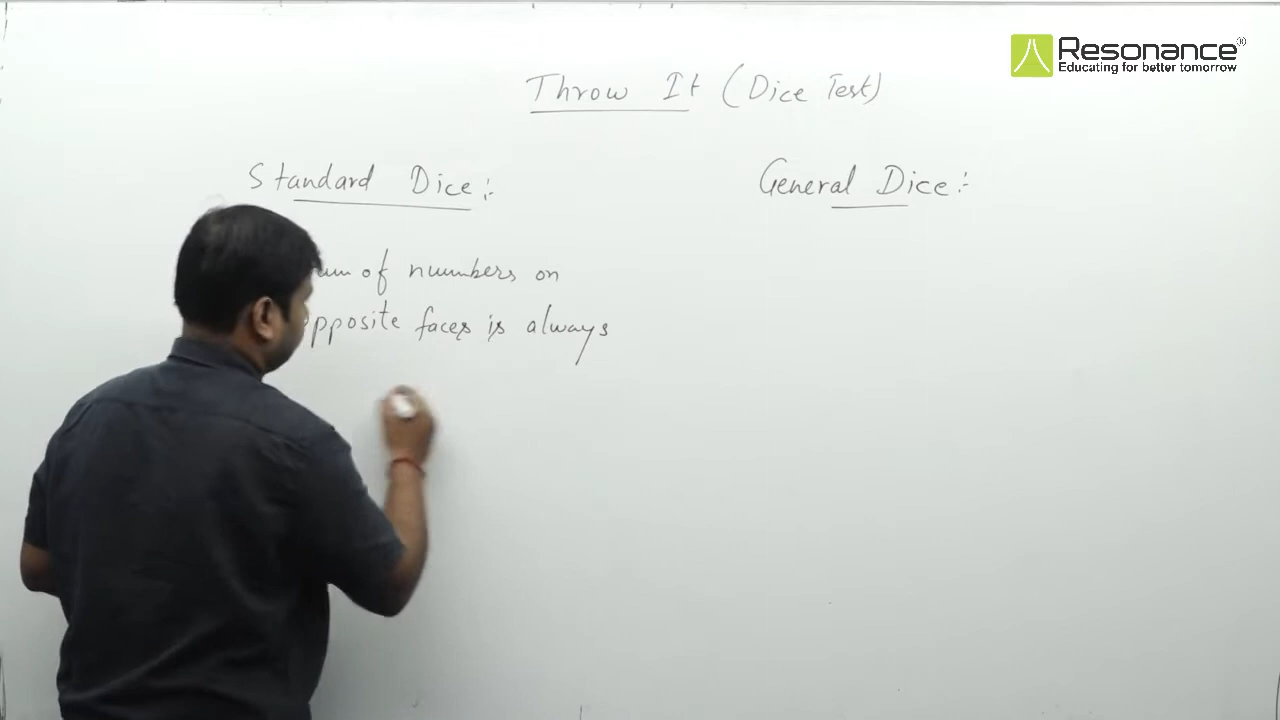 Resonance®
Educating for better tomorrow
Throw It (Dice Test)
Standard Dice:-
General Dice:-
of numbers on
opposite faces is always